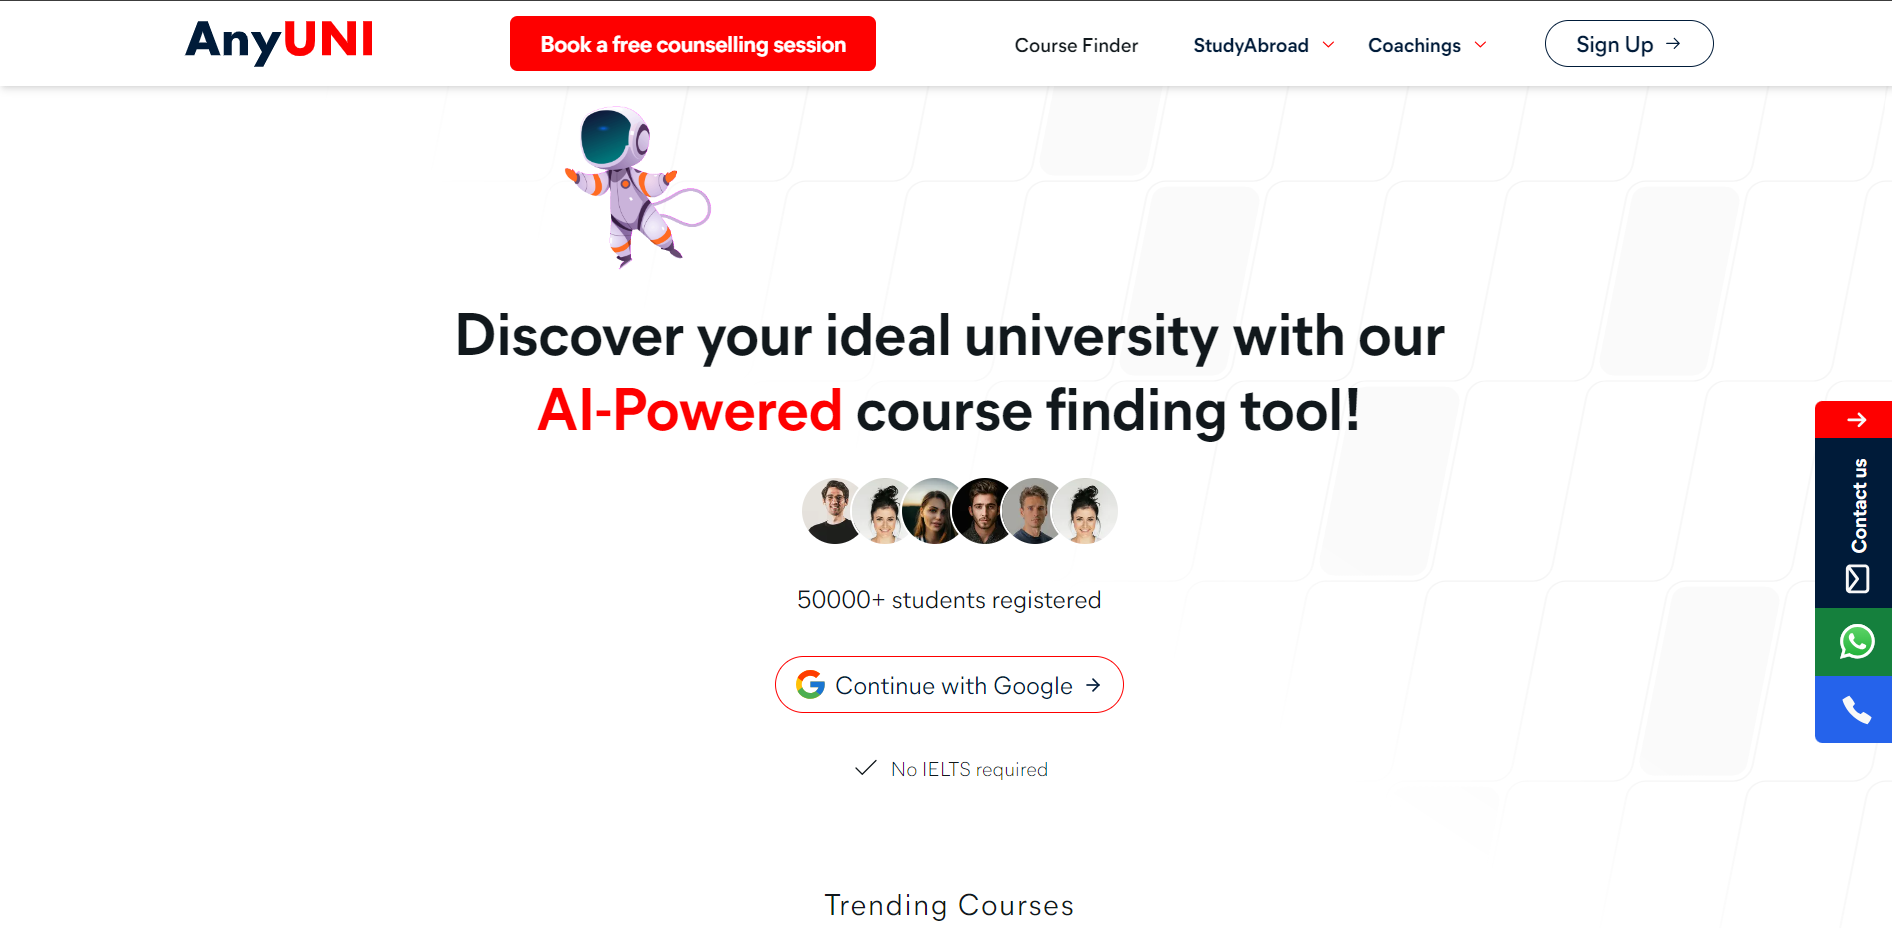 AnyUNI
Book a free counselling session
Course Finder
StudyAbroad
Coachings
Sign Up
Discover your ideal university with our
AI-Powered course finding tool!
50000+ students registered
Continue with Google
No IELTS required
Contact us
Trending Courses